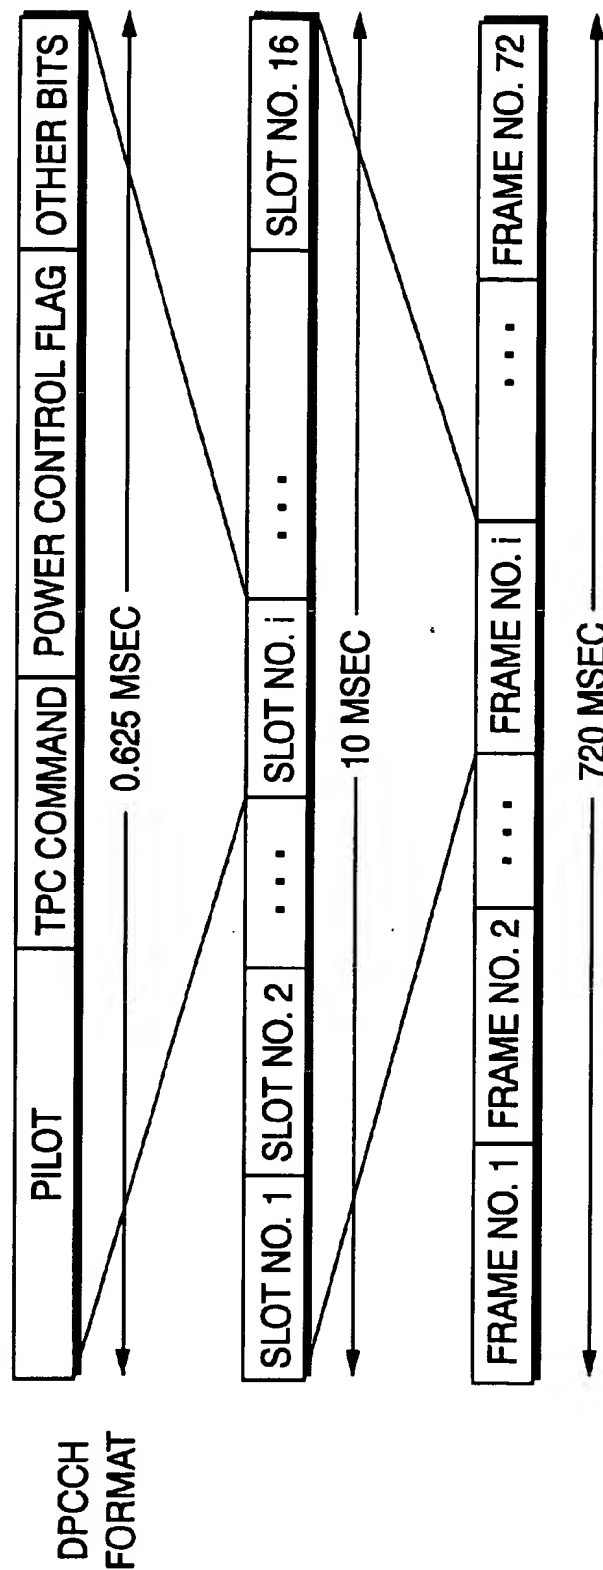 DPCCH
FORMAT
PILOT TPC COMMAND POWER CONTROL FLAG OTHER BITS
0.625 MSEC
SLOT NO. 1 SLOT NO. 2 ... SLOT NO. i ... SLOT NO. 16
10 MSEC
FRAME NO. 1 FRAME NO. 2 ... FRAME NO. i ... FRAME NO. 72
720 MSEC